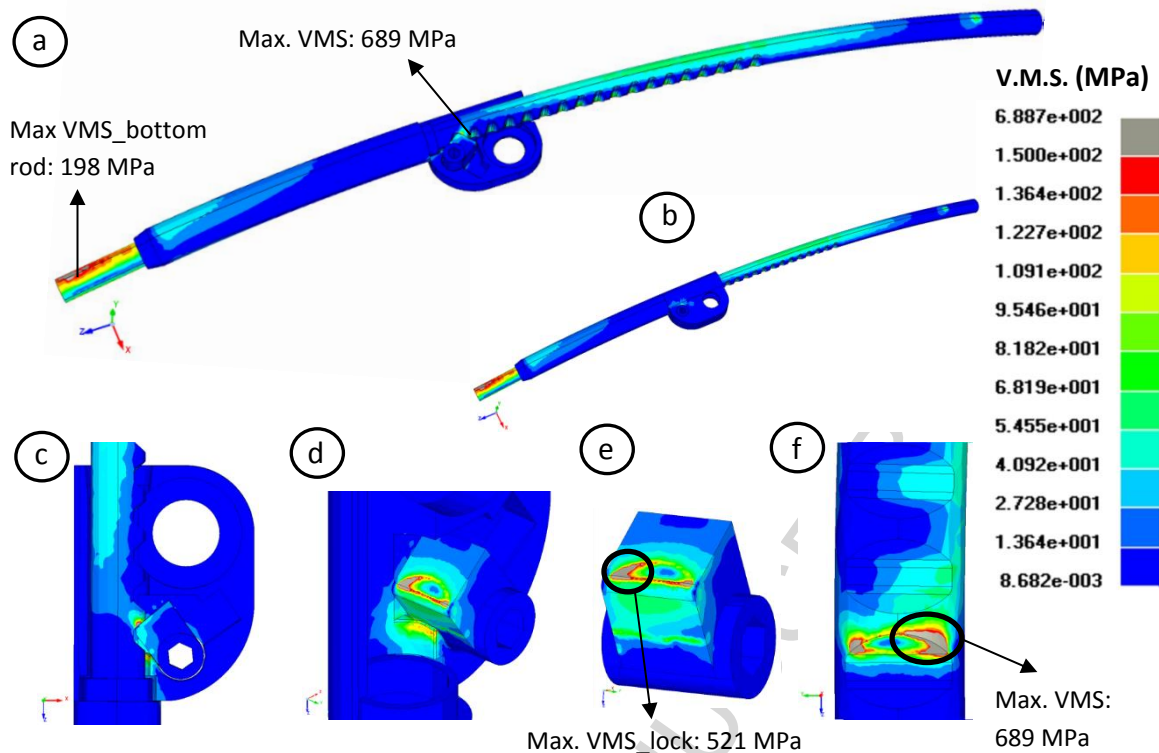 a
Max. VMS: 689 MPa
Max VMS_bottom
rod: 198 MPa
b
V.M.S. (MPa)
6.887e+002
1.500e+002
1.364e+002
1.227e+002
1.091e+002
9.546e+001
8.182e+001
6.819e+001
5.455e+001
4.092e+001
2.728e+001
1.364e+001
8.682e-003
Z
Y
X
c
d
e
f
Max. VMS_lock: 521 MPa
Max. VMS:
689 MPa